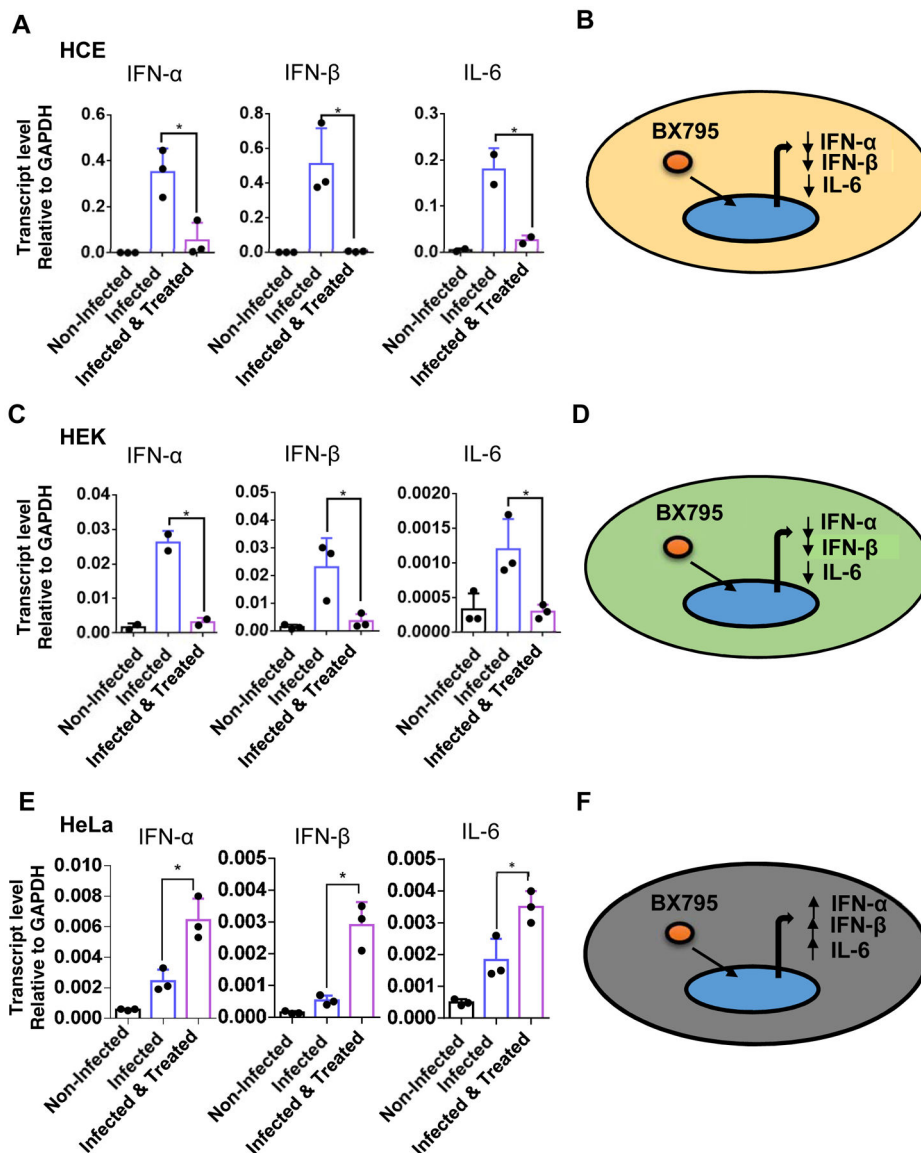 A
HCE
IFN-α
IFN-β
IL-6
Transcript level
Relative to GAPDH
0.6
0.4
0.2
0.0
*
Non-Infected
Infected
Infected & Treated
0.8
0.6
0.4
0.2
0.0
*
Non-Infected
Infected
Infected & Treated
0.3
0.2
0.1
0.0
*
Non-Infected
Infected
Infected & Treated
B
BX795
IFN-α
IFN-β
IL-6
C
HEK
IFN-α
IFN-β
IL-6
Transcript level
Relative to GAPDH
0.04
0.03
0.02
0.01
0.00
*
Non-Infected
Infected
Infected & Treated
0.05
0.04
0.03
0.02
0.01
0.00
*
Non-Infected
Infected
Infected & Treated
0.0020
0.0015
0.0010
0.0005
0.0000
*
Non-Infected
Infected
Infected & Treated
D
BX795
IFN-α
IFN-β
IL-6
E
HeLa
IFN-α
IFN-β
IL-6
Transcript level
Relative to GAPDH
0.010
0.008
0.006
0.004
0.002
0.000
*
Non-Infected
Infected
Infected & Treated
0.005
0.004
0.003
0.002
0.001
0.000
*
Non-Infected
Infected
Infected & Treated
0.005
0.004
0.003
0.002
0.001
0.000
*
Non-Infected
Infected
Infected & Treated
F
BX795
IFN-α
IFN-β
IL-6